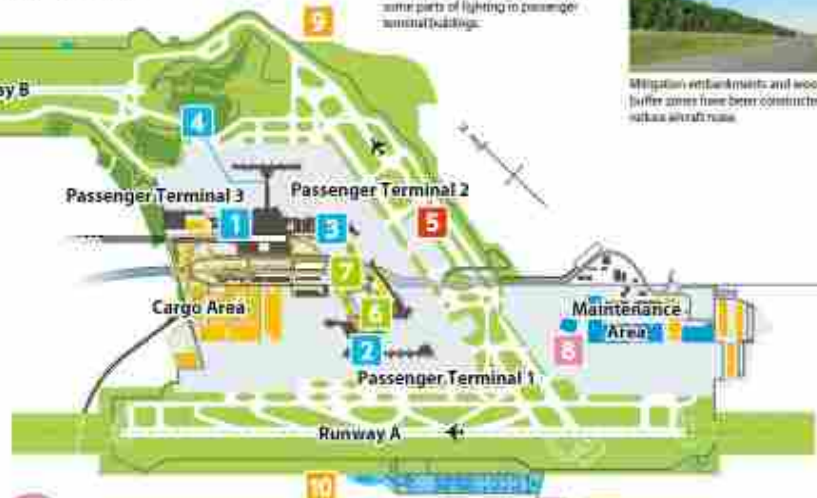 some parts of lighting in passenger
terminal buildings.
Mitigation embankments and woo
buffer zones have been constructe
reduce aircraft noise.
9
ay B
4
Passenger Terminal 3
Passenger Terminal 2
1
3
5
7
Cargo Area
6
Maintenance
Area
2
8
Passenger Terminal 1
Runway A
10